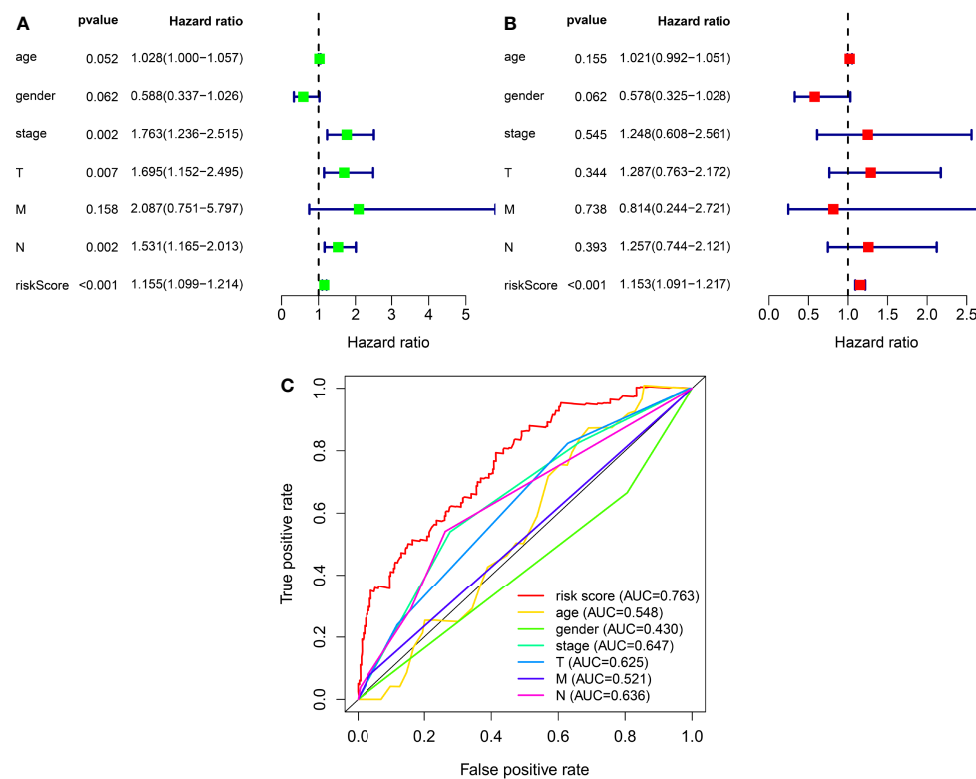 A pvalue Hazard ratio
age 0.052 1.028(1.000−1.057)
gender 0.062 0.588(0.337−1.026)
stage 0.002 1.763(1.236−2.515)
T 0.007 1.695(1.152−2.495)
M 0.158 2.087(0.751−5.797)
N 0.002 1.531(1.165−2.013)
riskScore <0.001 1.155(1.099−1.214)
0 1 2 3 4 5
Hazard ratio
B pvalue Hazard ratio
age 0.155 1.021(0.992−1.051)
gender 0.062 0.578(0.325−1.028)
stage 0.545 1.248(0.608−2.561)
T 0.344 1.287(0.763−2.172)
M 0.738 0.814(0.244−2.721)
N 0.393 1.257(0.744−2.121)
riskScore <0.001 1.153(1.091−1.217)
0.0 0.5 1.0 1.5 2.0 2.5
Hazard ratio
C
True positive rate
1.0
0.8
0.6
0.4
0.2
0.0
risk score (AUC=0.763)
age (AUC=0.548)
gender (AUC=0.430)
stage (AUC=0.647)
T (AUC=0.625)
M (AUC=0.521)
N (AUC=0.636)
0.0 0.2 0.4 0.6 0.8 1.0
False positive rate